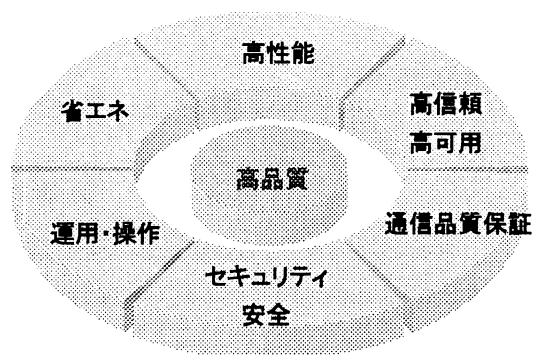 高性能
省エネ
高信頼
高可用
高品質
運用・操作
通信品質保証
セキュリティ
安全